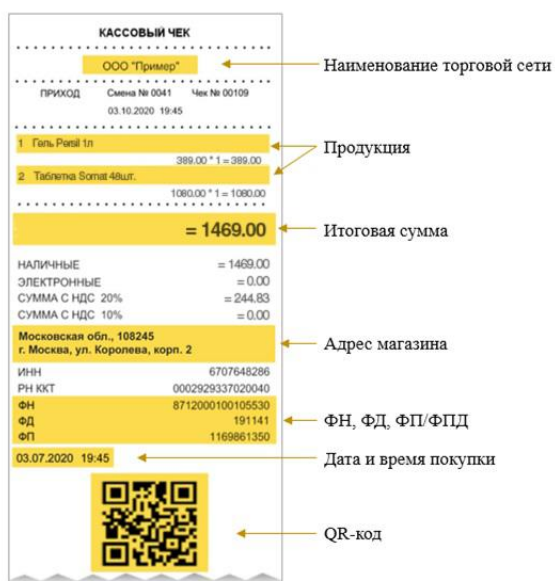 КАССОВЫЙ ЧЕК
ООО "Пример"
Наименование торговой сети
ПРИХОД Смена № 0041 Чек № 00109
03.10.2020 19:45
1 Гель Persil 1л
Продукция
389.00 * 1 = 389.00
2 Таблетка Somat 48шт.
1080.00 * 1 = 1080.00
= 1469.00
Итоговая сумма
НАЛИЧНЫЕ = 1469.00
ЭЛЕКТРОННЫЕ = 0.00
СУММА С НДС 20% = 244.83
СУММА С НДС 10% = 0.00
Московская обл., 108245
г. Москва, ул. Королева, корп. 2
Адрес магазина
ИНН 6707648286
РН ККТ 0002929337020040
ФН 8712000100105530
ФД 191141
ФН, ФД, ФП/ФПД
ФП 1169861350
03.07.2020 19:45
Дата и время покупки
QR-код